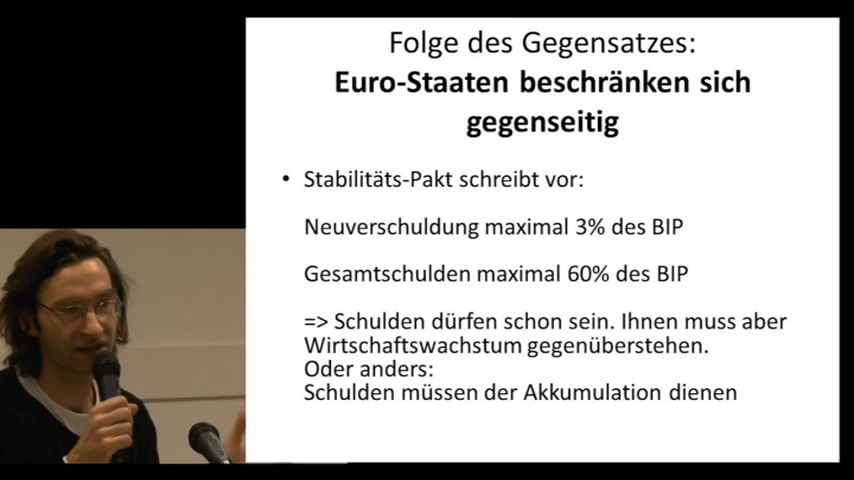 Folge des Gegensatzes:
Euro-Staaten beschränken sich
gegenseitig
• Stabilitäts-Pakt schreibt vor:
Neuverschuldung maximal 3% des BIP
Gesamtschulden maximal 60% des BIP
=> Schulden dürfen schon sein. Ihnen muss aber
Wirtschaftswachstum gegenüberstehen.
Oder anders:
Schulden müssen der Akkumulation dienen